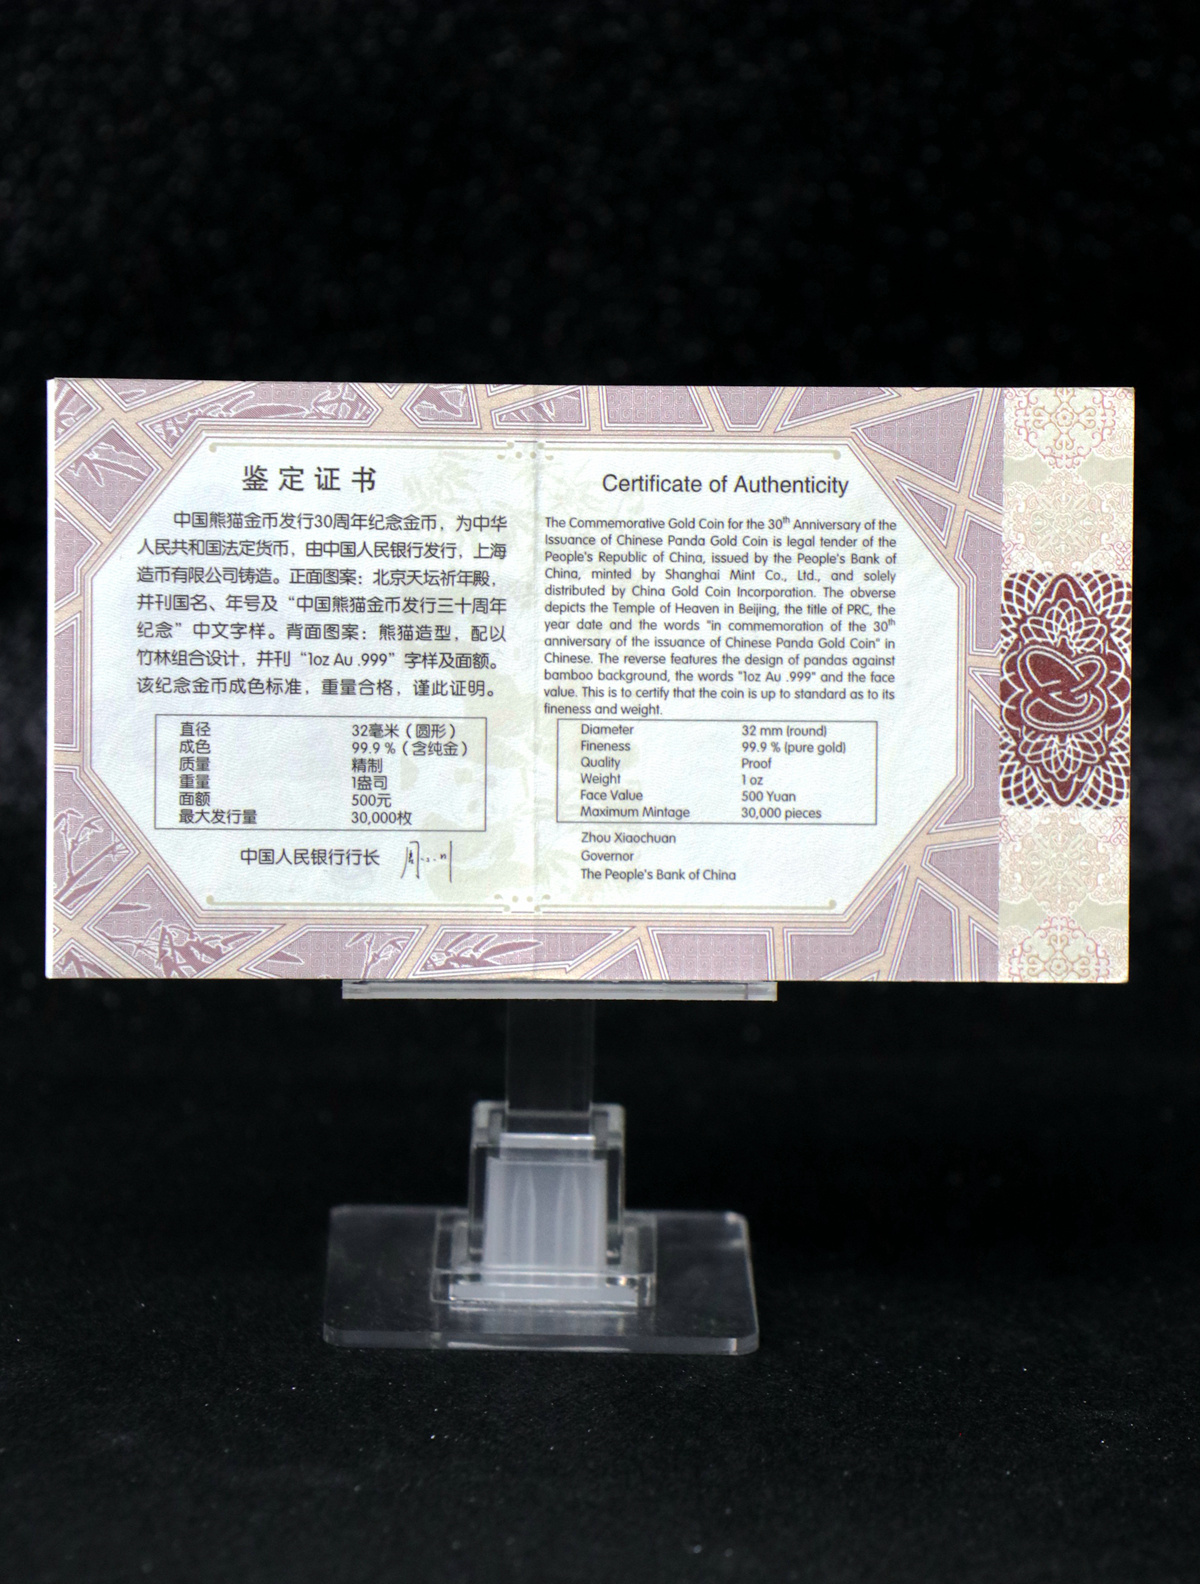 鉴定证书
中国熊猫金币发行30周年纪念金币，为中华
人民共和国法定货币，由中国人民银行发行，上海
造币有限公司铸造。正面图案：北京天坛祈年殿，
并刊国名、年号及“中国熊猫金币发行三十周年
纪念”中文字样。背面图案：熊猫造型，配以
竹林组合设计，并刊“1oz Au .999”字样及面额。
该纪念金币成色标准，重量合格，谨此证明。
直径 32毫米（圆形）
成色 99.9 %（含纯金）
质量 精制
重量 1盎司
面额 500元
最大发行量 30,000枚
中国人民银行行长
Certificate of Authenticity
The Commemorative Gold Coin for the 30th Anniversary of the
Issuance of Chinese Panda Gold Coin is legal tender of the
People's Republic of China, issued by the People's Bank of
China, minted by Shanghai Mint Co., Ltd., and solely
distributed by China Gold Coin Incorporation. The obverse
depicts the Temple of Heaven in Beijing, the title of PRC, the
year date and the words "in commemoration of the 30th
anniversary of the issuance of Chinese Panda Gold Coin" in
Chinese. The reverse features the design of pandas against
bamboo background, the words "1oz Au .999" and the face
value. This is to certify that the coin is up to standard as to its
fineness and weight.
Diameter 32 mm (round)
Fineness 99.9 % (pure gold)
Quality Proof
Weight 1 oz
Face Value 500 Yuan
Maximum Mintage 30,000 pieces
Zhou Xiaochuan
Governor
The People's Bank of China